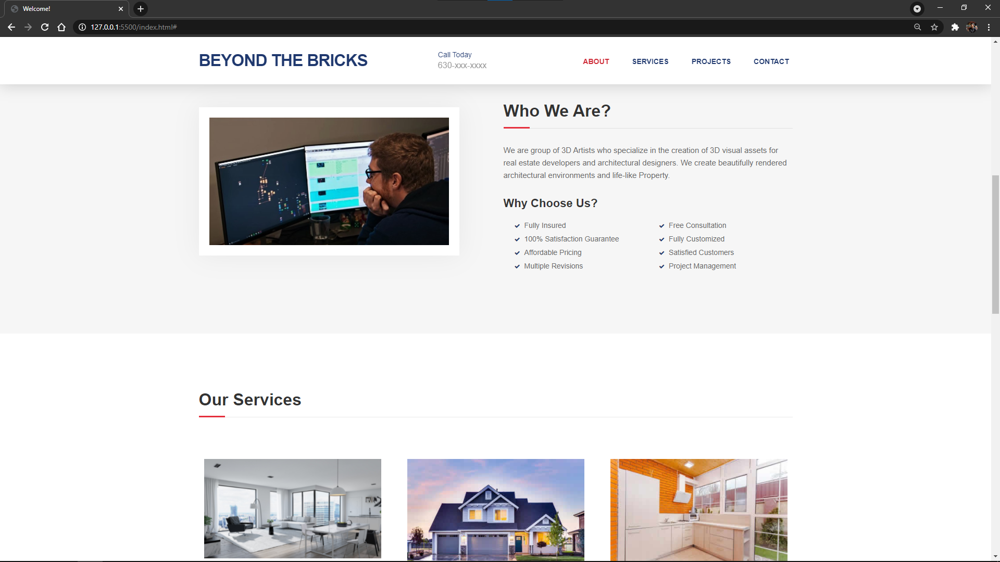 Welcome!
127.0.0.1:5500/index.html#
BEYOND THE BRICKS
Call Today
630-xxx-xxxx
ABOUT
SERVICES
PROJECTS
CONTACT
Who We Are?
We are group of 3D Artists who specialize in the creation of 3D visual assets for
real estate developers and architectural designers. We create beautifully rendered
architectural environments and life-like Property.
Why Choose Us?
Fully Insured
100% Satisfaction Guarantee
Affordable Pricing
Multiple Revisions
Free Consultation
Fully Customized
Satisfied Customers
Project Management
Our Services